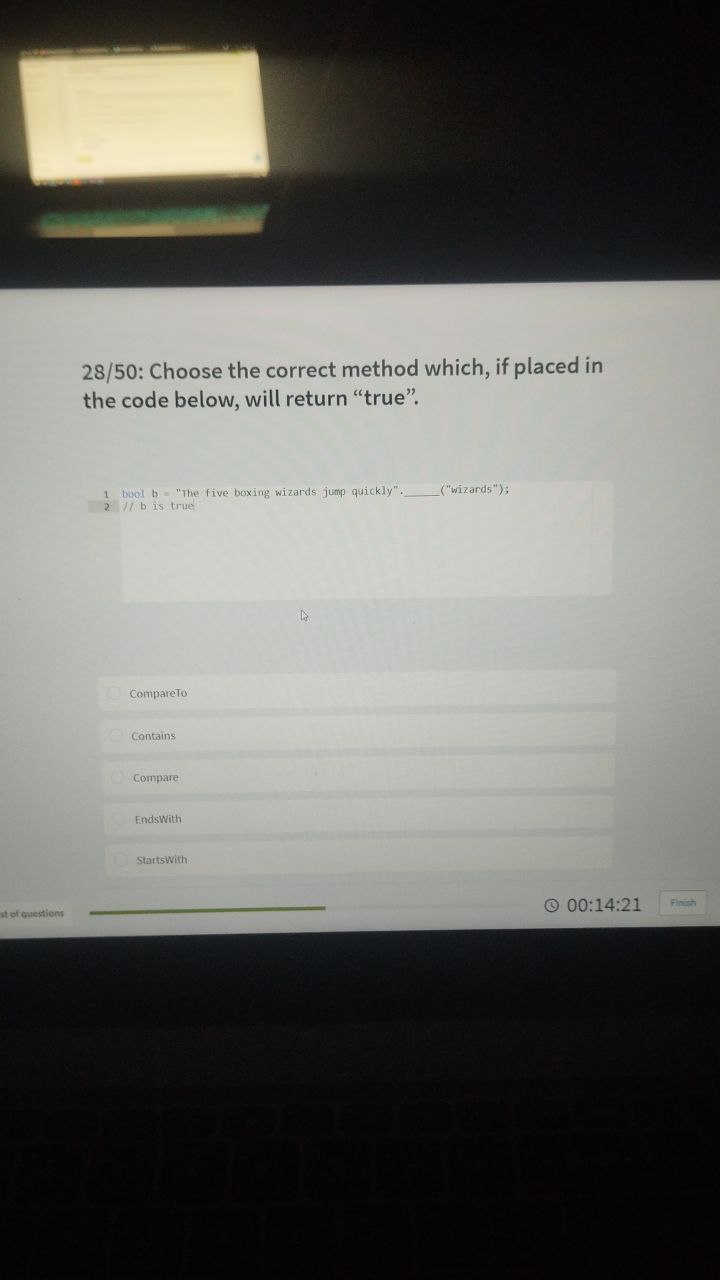 28/50: Choose the correct method which, if placed in
the code below, will return “true”.
1 bool b = "The five boxing wizards jump quickly".______("wizards");
2 // b is true
CompareTo
Contains
Compare
EndsWith
StartsWith
st of questions
00:14:21
Finish